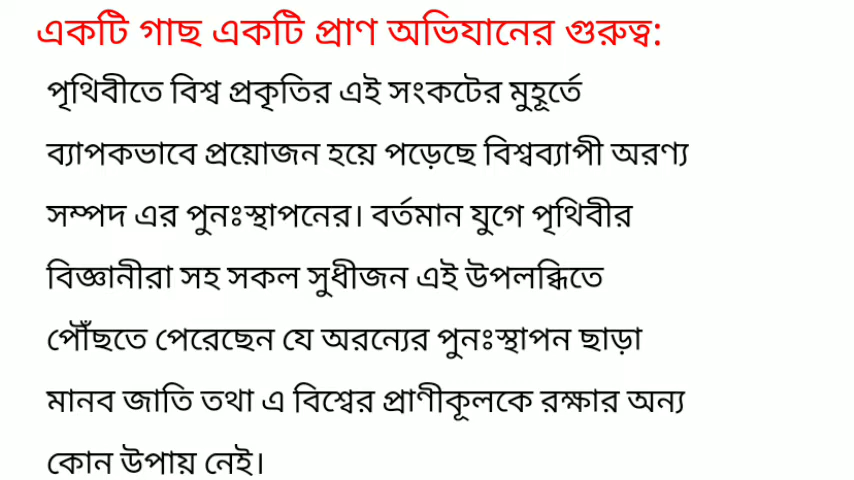 একটি গাছ একটি প্রাণ অভিযানের গুরুত্ব:
পৃথিবীতে বিশ্ব প্রকৃতির এই সংকটের মুহূর্তে
ব্যাপকভাবে প্রয়োজন হয়ে পড়েছে বিশ্বব্যাপী অরণ্য
সম্পদ এর পুনঃস্থাপনের। বর্তমান যুগে পৃথিবীর
বিজ্ঞানীরা সহ সকল সুধীজন এই উপলব্ধিতে
পৌঁছতে পেরেছেন যে অরন্যের পুনঃস্থাপন ছাড়া
মানব জাতি তথা এ বিশ্বের প্রাণীকূলকে রক্ষার অন্য
কোন উপায় নেই।